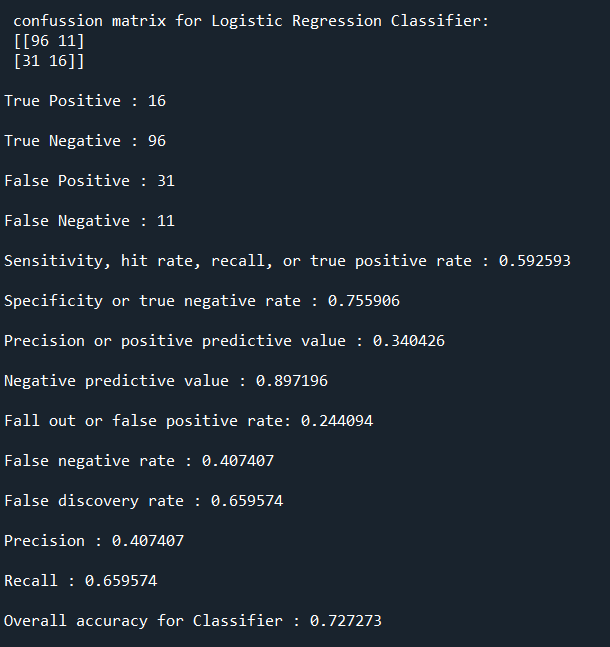 confussion matrix for Logistic Regression Classifier:
[[96 11]
[31 16]]
True Positive : 16
True Negative : 96
False Positive : 31
False Negative : 11
Sensitivity, hit rate, recall, or true positive rate : 0.592593
Specificity or true negative rate : 0.755906
Precision or positive predictive value : 0.340426
Negative predictive value : 0.897196
Fall out or false positive rate: 0.244094
False negative rate : 0.407407
False discovery rate : 0.659574
Precision : 0.407407
Recall : 0.659574
Overall accuracy for Classifier : 0.727273